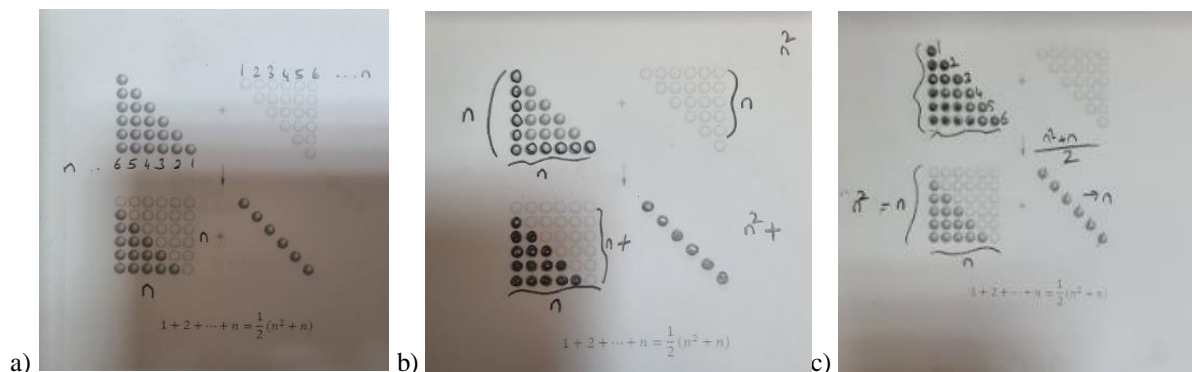 a)
1 2 3 4 5 6 ... n
+
n .. 6 5 4 3 2 1
n +
n
1 + 2 + ⋯ + n = 1/2 (n² + n)
b)
n²
n
+
n
n
n +
n² +
n
1 + 2 + ⋯ + n = 1/2 (n² + n)
c)
1
2
3
4
5
6
+
n
n²+n
2
n² = n
+
→ n
n
1 + 2 + ⋯ + n = 1/2 (n² + n)